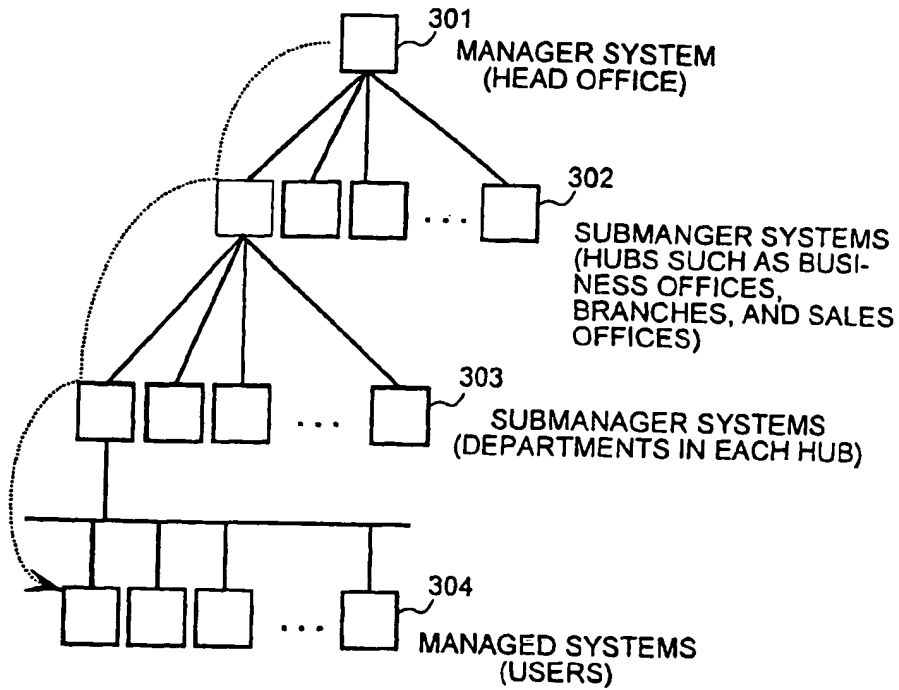 301
MANAGER SYSTEM
(HEAD OFFICE)
302
...
SUBMANGER SYSTEMS
(HUBS SUCH AS BUSI-
NESS OFFICES,
BRANCHES, AND SALES
OFFICES)
303
...
SUBMANAGER SYSTEMS
(DEPARTMENTS IN EACH HUB)
304
...
MANAGED SYSTEMS
(USERS)